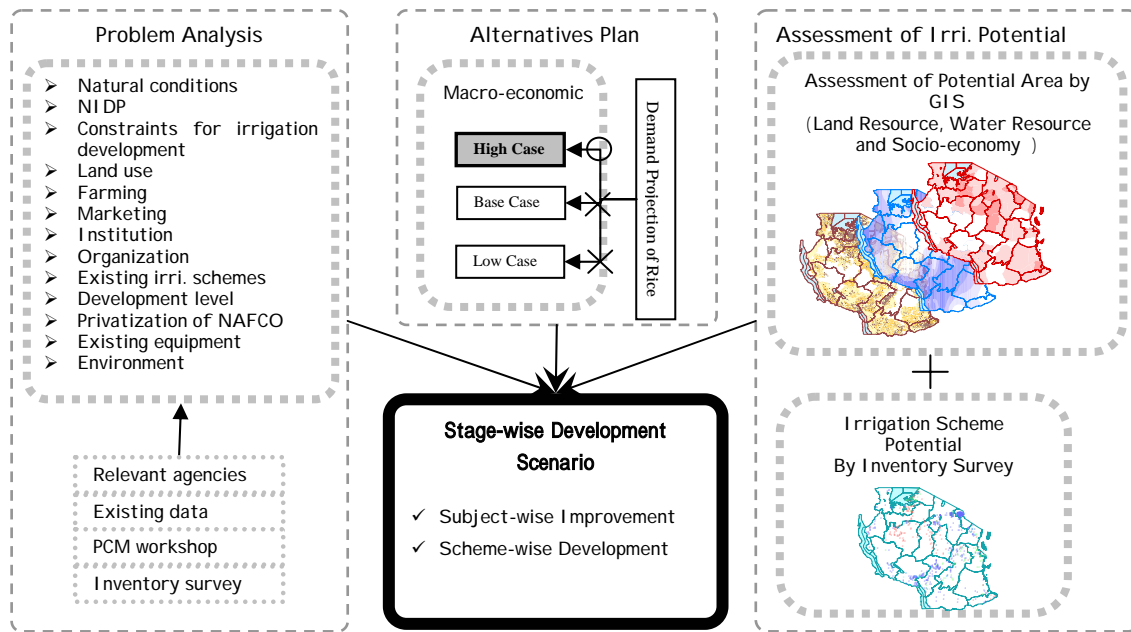 Problem Analysis
Natural conditions
NIDP
Constraints for irrigation
development
Land use
Farming
Marketing
Institution
Organization
Existing irri. schemes
Development level
Privatization of NAFCO
Existing equipment
Environment
Relevant agencies
Existing data
PCM workshop
Inventory survey
Alternatives Plan
Macro-economic
High Case
Base Case
Low Case
Demand Projection of Rice
Stage-wise Development
Scenario
✓ Subject-wise Improvement
✓ Scheme-wise Development
Assessment of Irri. Potential
Assessment of Potential Area by
GIS
(Land Resource, Water Resource
and Socio-economy )
Irrigation Scheme
Potential
By Inventory Survey